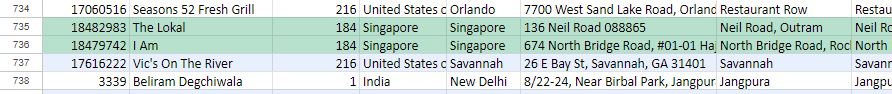 734 17060516 Seasons 52 Fresh Grill 216 United States o Orlando 7700 West Sand Lake Road, Orland Restaurant Row Restau
735 18482983 The Lokal 184 Singapore Singapore 136 Neil Road 088865 Neil Road, Outram Neil Ro
736 18479742 I Am 184 Singapore Singapore 674 North Bridge Road, #01-01 Haj North Bridge Road, Roc North
737 17616222 Vic's On The River 216 United States o Savannah 26 E Bay St, Savannah, GA 31401 Savannah Savann
738 3339 Beliram Degchiwala 1 India New Delhi 8/22-24, Near Birbal Park, Jangpur Jangpura Jangpu